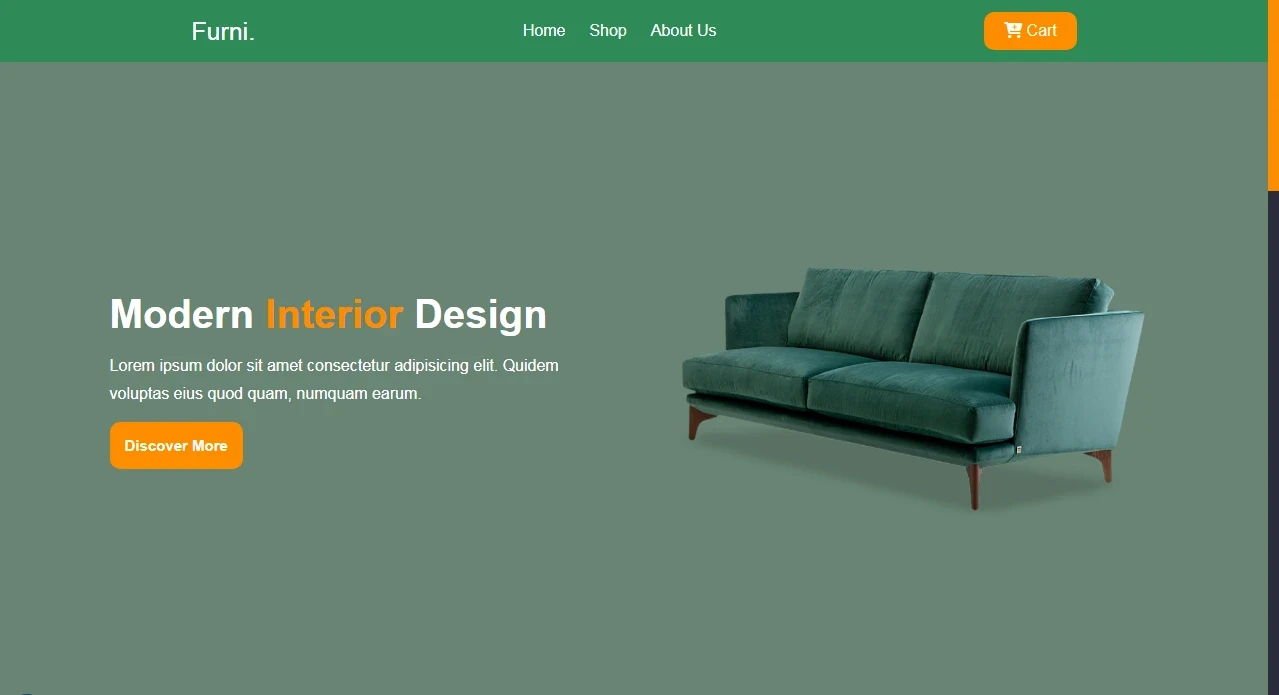 Furni.
Home Shop About Us
Cart
Modern Interior Design
Lorem ipsum dolor sit amet consectetur adipisicing elit. Quidem
voluptas eius quod quam, numquam earum.
Discover More